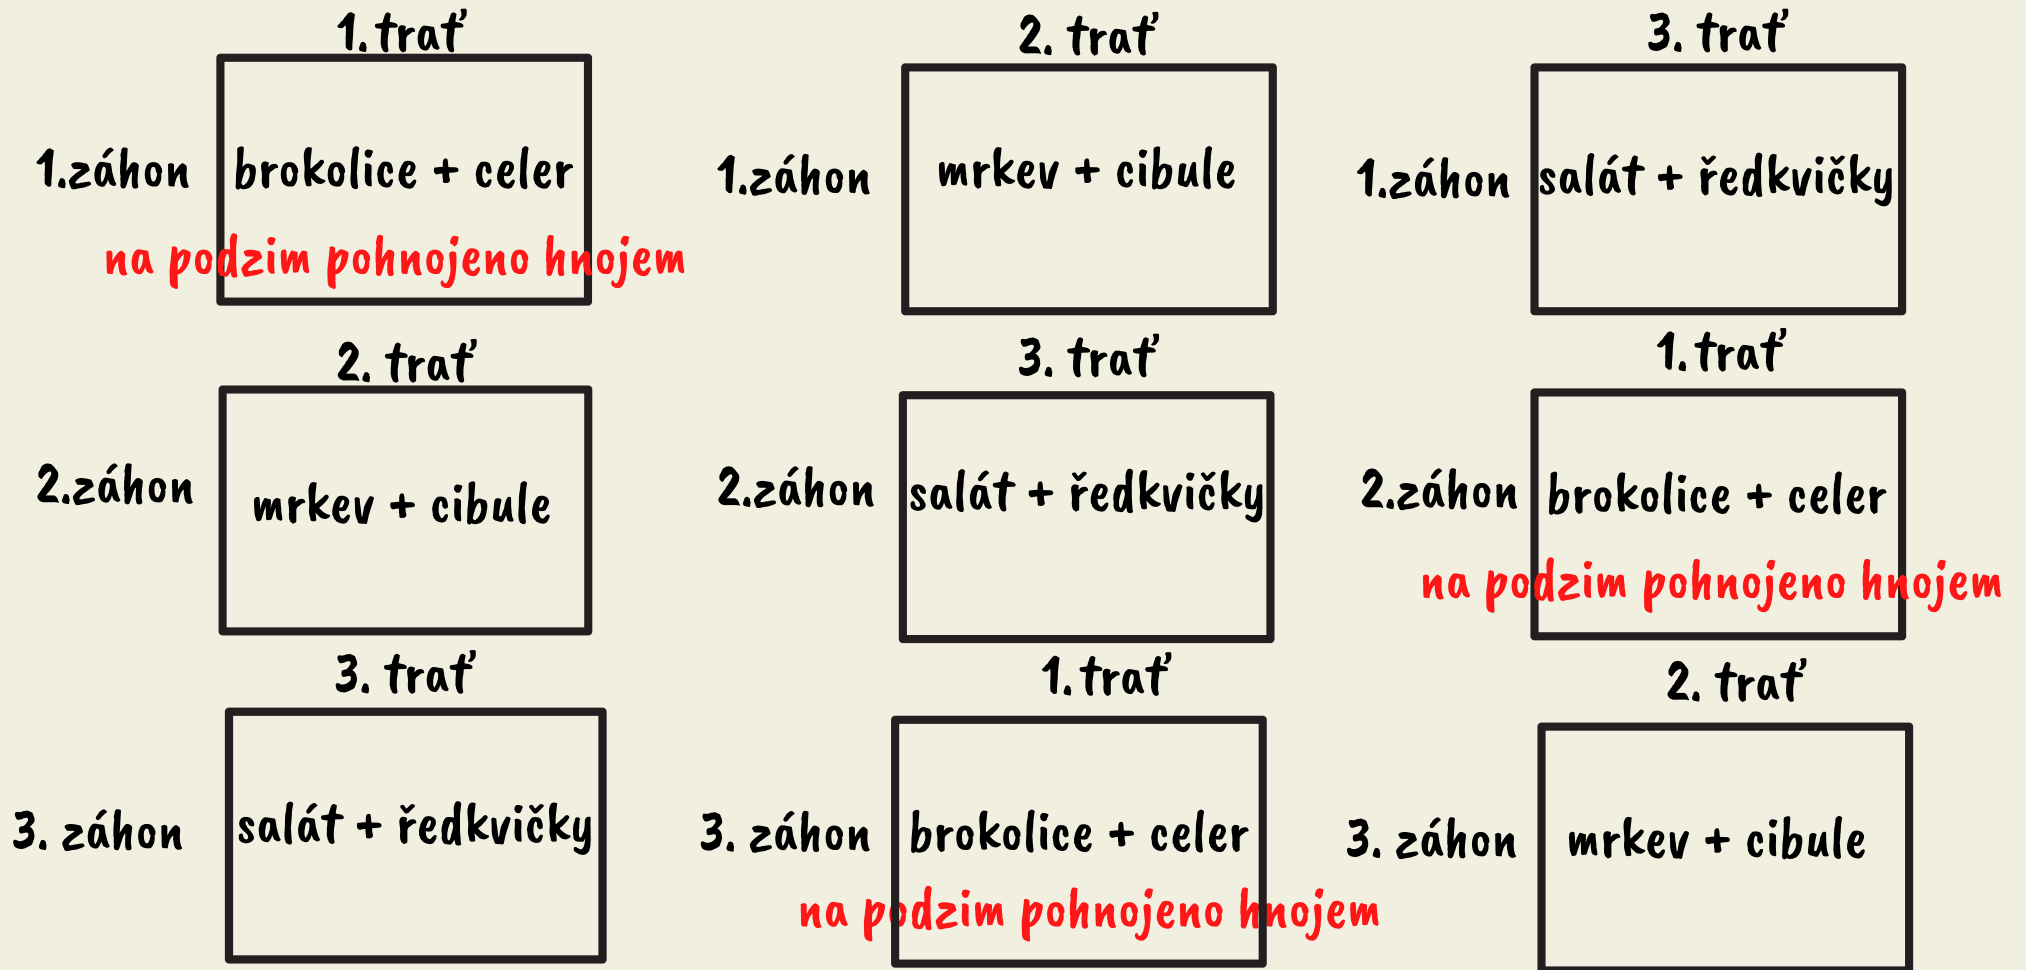 1. trať
1.záhon
brokolice + celer
na podzim pohnojeno hnojem
2. trať
2.záhon
mrkev + cibule
3. trať
3. záhon
salát + ředkvičky
2. trať
1.záhon
mrkev + cibule
3. trať
2.záhon
salát + ředkvičky
1. trať
3. záhon
brokolice + celer
na podzim pohnojeno hnojem
3. trať
1.záhon
salát + ředkvičky
1. trať
2.záhon
brokolice + celer
na podzim pohnojeno hnojem
2. trať
3. záhon
mrkev + cibule